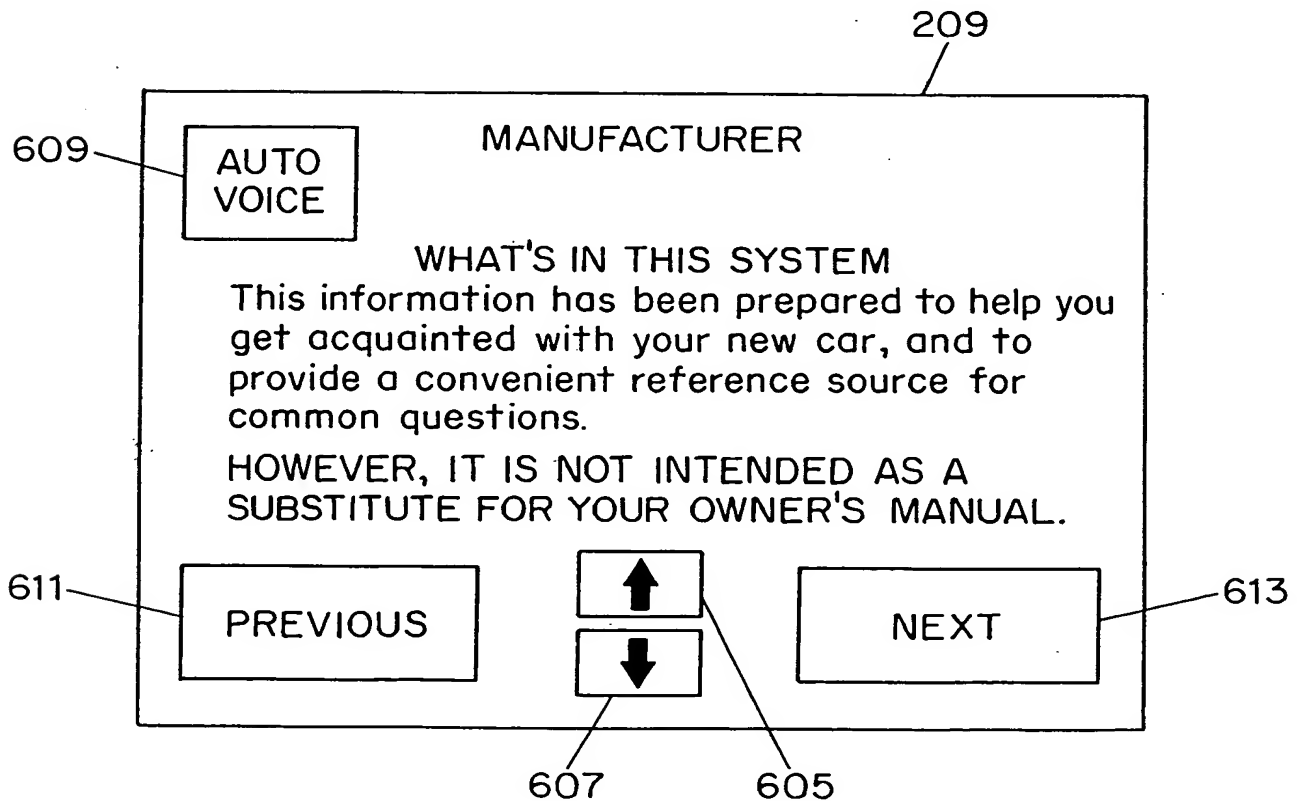 209
MANUFACTURER
609
AUTO
VOICE
WHAT'S IN THIS SYSTEM
This information has been prepared to help you
get acquainted with your new car, and to
provide a convenient reference source for
common questions.
HOWEVER, IT IS NOT INTENDED AS A
SUBSTITUTE FOR YOUR OWNER'S MANUAL.
611
PREVIOUS
NEXT
613
607
605